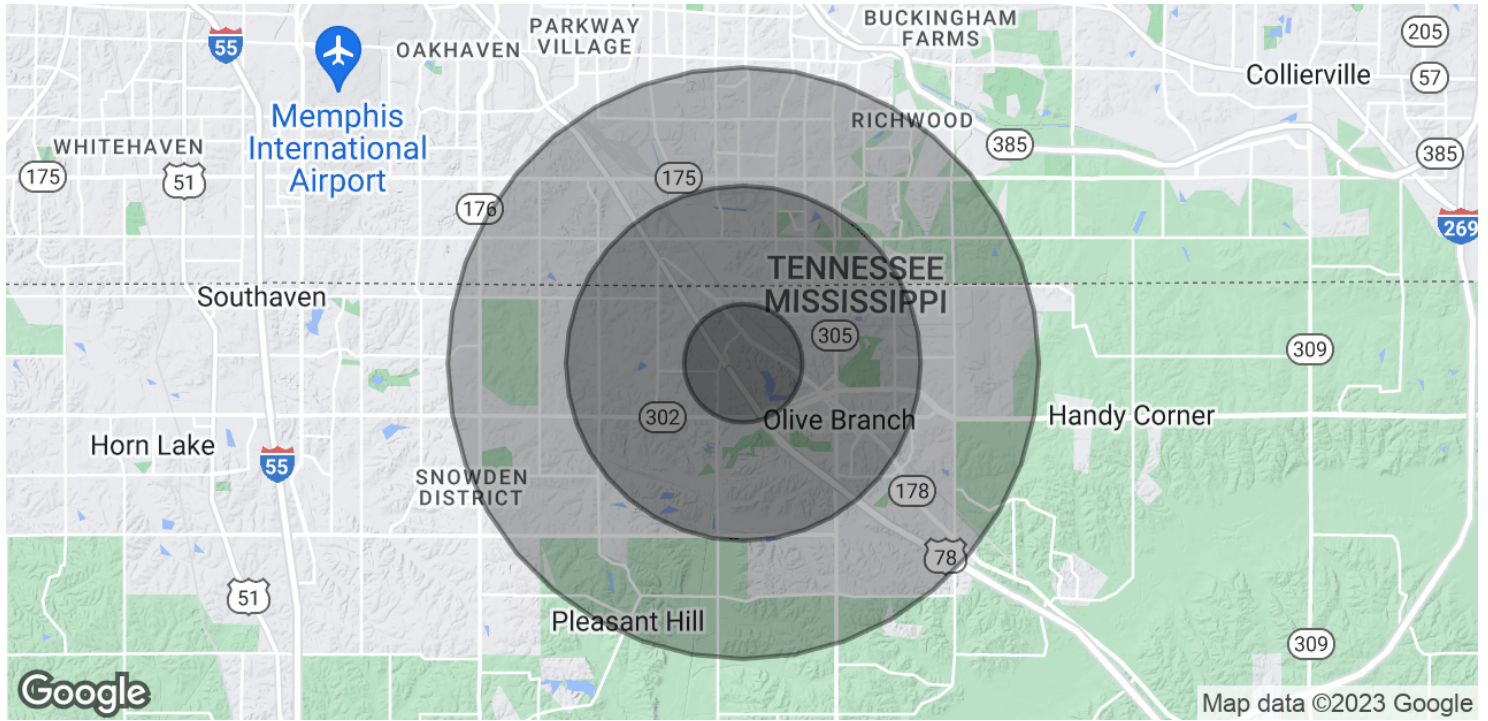 PARKWAY
VILLAGE
BUCKINGHAM
FARMS
205
55
OAKHAVEN
Collierville
57
Memphis
International
Airport
RICHWOOD
385
WHITEHAVEN
385
175
51
175
176
269
TENNESSEE
MISSISSIPPI
Southaven
305
309
302
Olive Branch
Handy Corner
Horn Lake
55
SNOWDEN
DISTRICT
178
78
51
Pleasant Hill
309
Google
Map data ©2023 Google